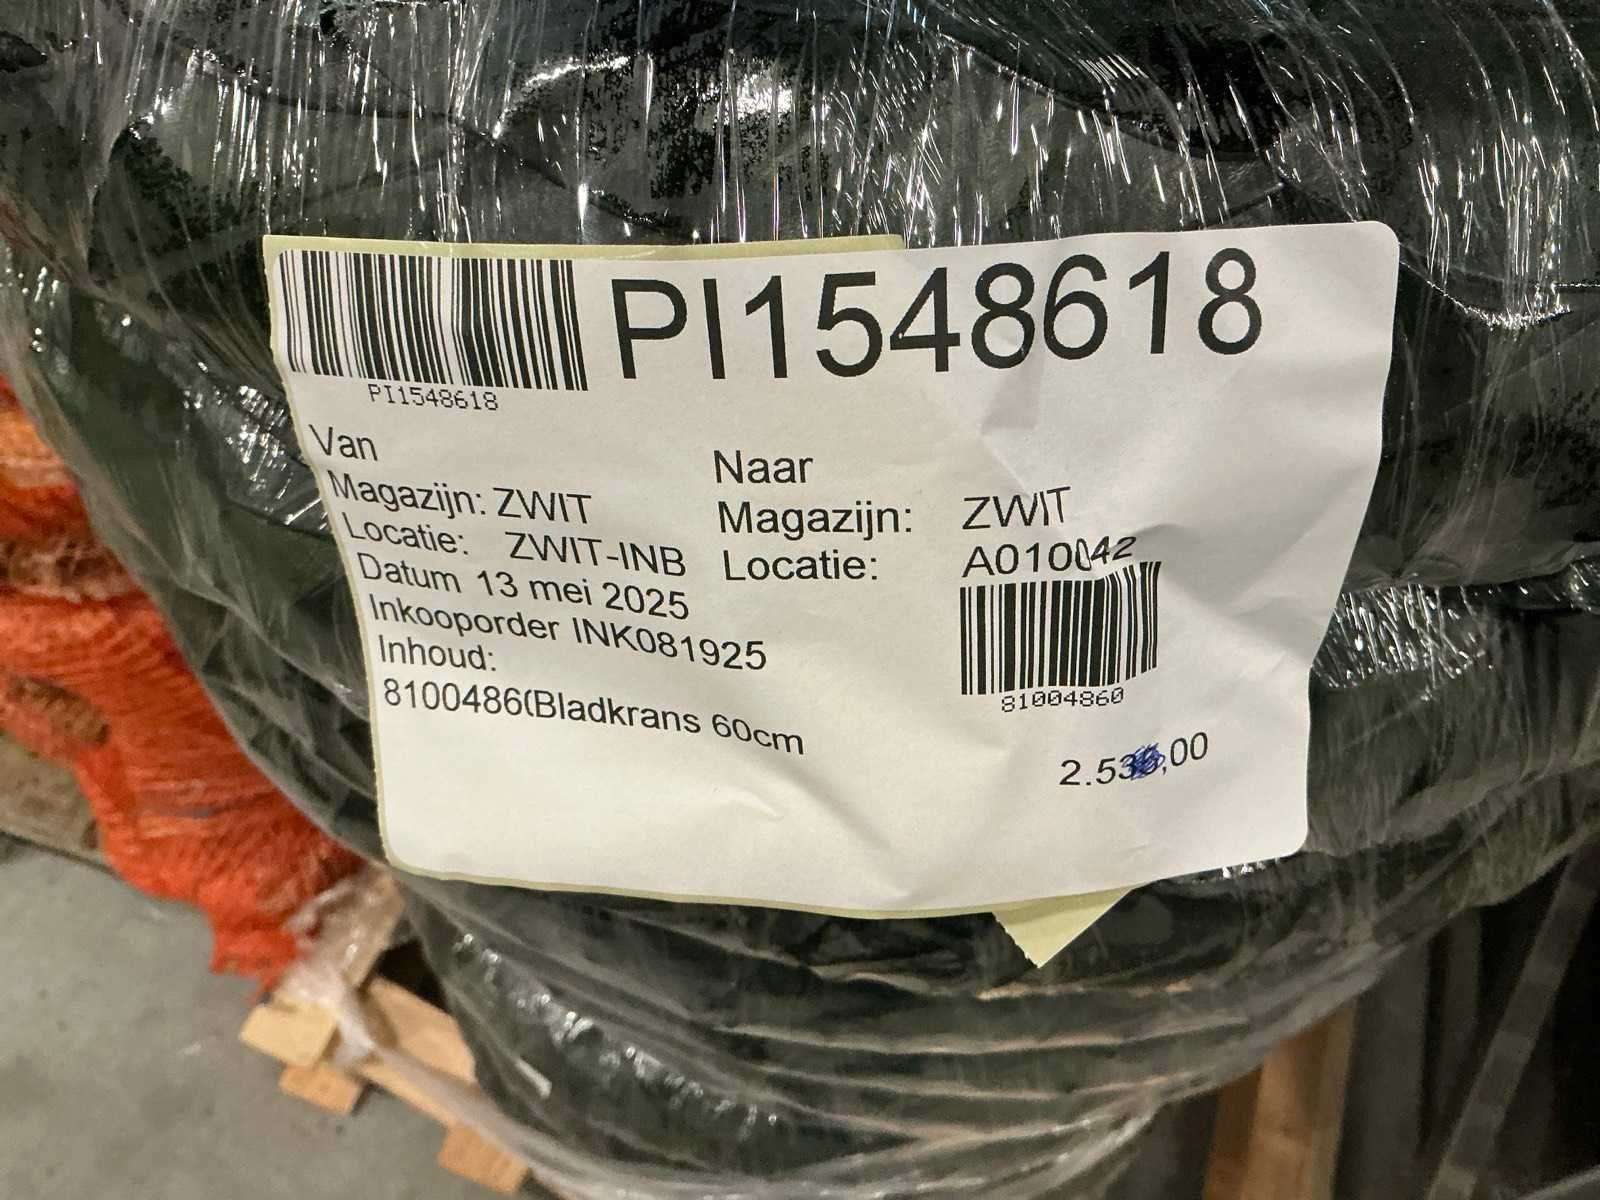 PI1548618
PI1548618
Van
Magazijn: ZWIT
Locatie: ZWIT-INB
Datum 13 mei 2025
Inkooporder INK081925
Inhoud:
8100486(Bladkrans 60cm
Naar
Magazijn: ZWIT
Locatie: A010042
81004860